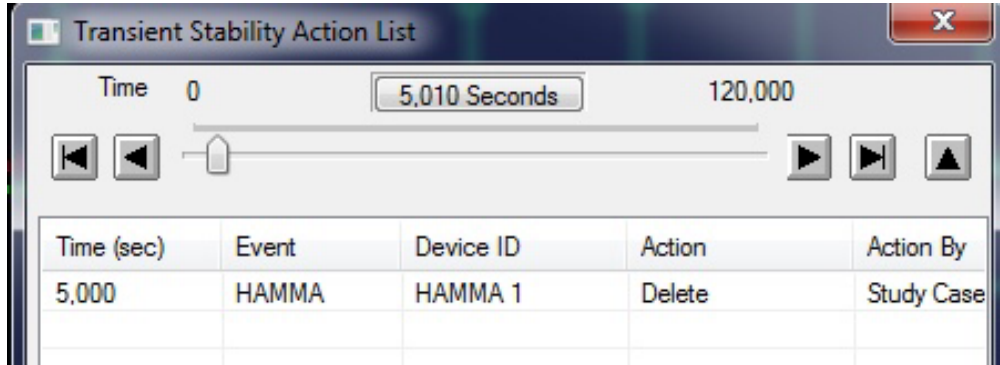 Transient Stability Action List
Time 0 5,010 Seconds 120,000
Time (sec) Event Device ID Action Action By
5,000 HAMMA HAMMA 1 Delete Study Case